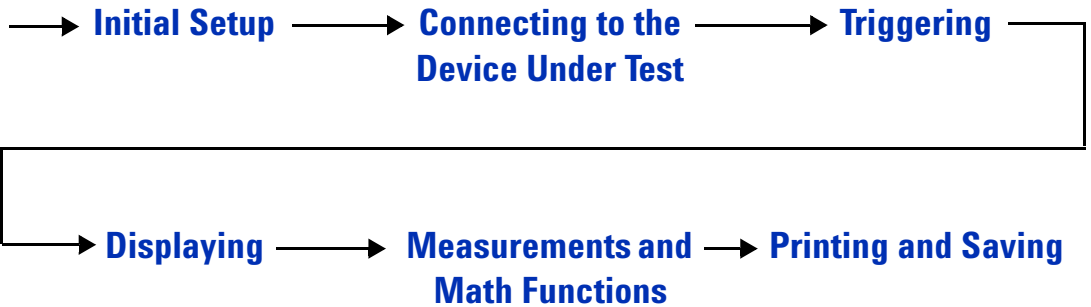 Initial Setup
Connecting to the
Device Under Test
Triggering
Displaying
Measurements and
Math Functions
Printing and Saving